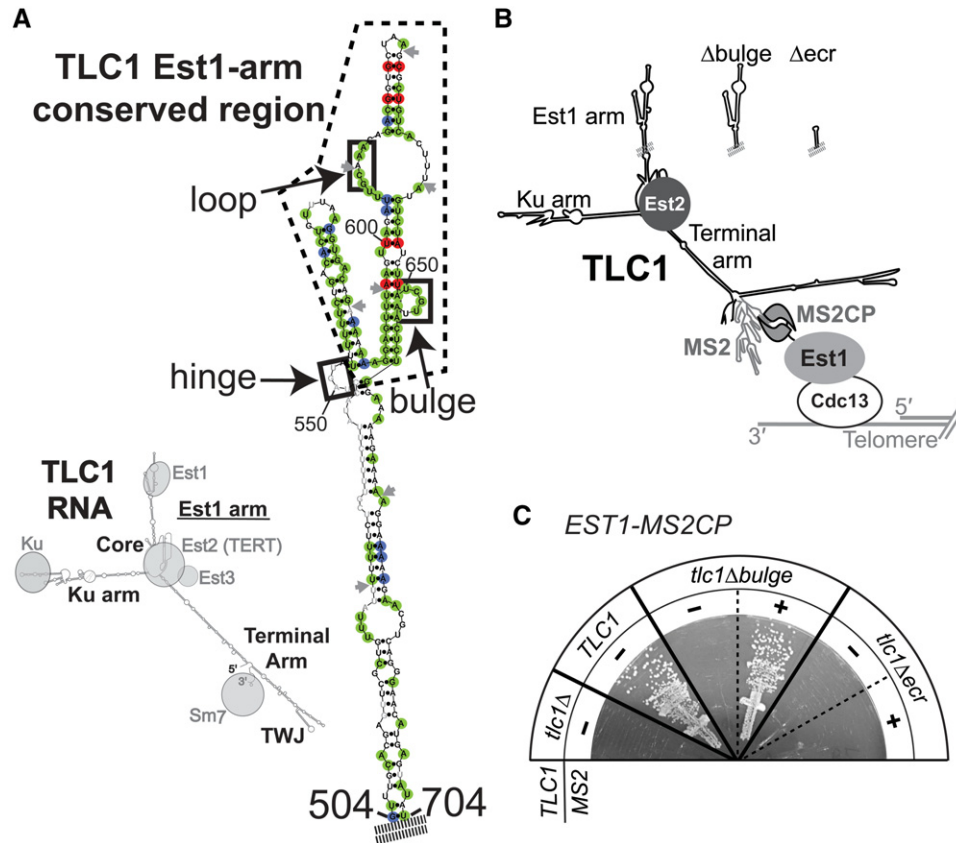 A
TLC1 Est1-arm
conserved region
loop
600
650
hinge
550
bulge
504
704
TLC1
RNA
Est1
Est1 arm
Core
Est2 (TERT)
Est3
Ku
Ku arm
Terminal
Arm
5'
3'
Sm7
TWJ
B
Δbulge
Δecr
Est1 arm
Ku arm
Est2
Terminal
arm
TLC1
MS2CP
MS2
Est1
Cdc13
5′
3′
Telomere
C
EST1-MS2CP
tlc1Δbulge
−
+
TLC1
−
tlc1Δecr
−
+
tlc1Δ
−
TLC1
MS2